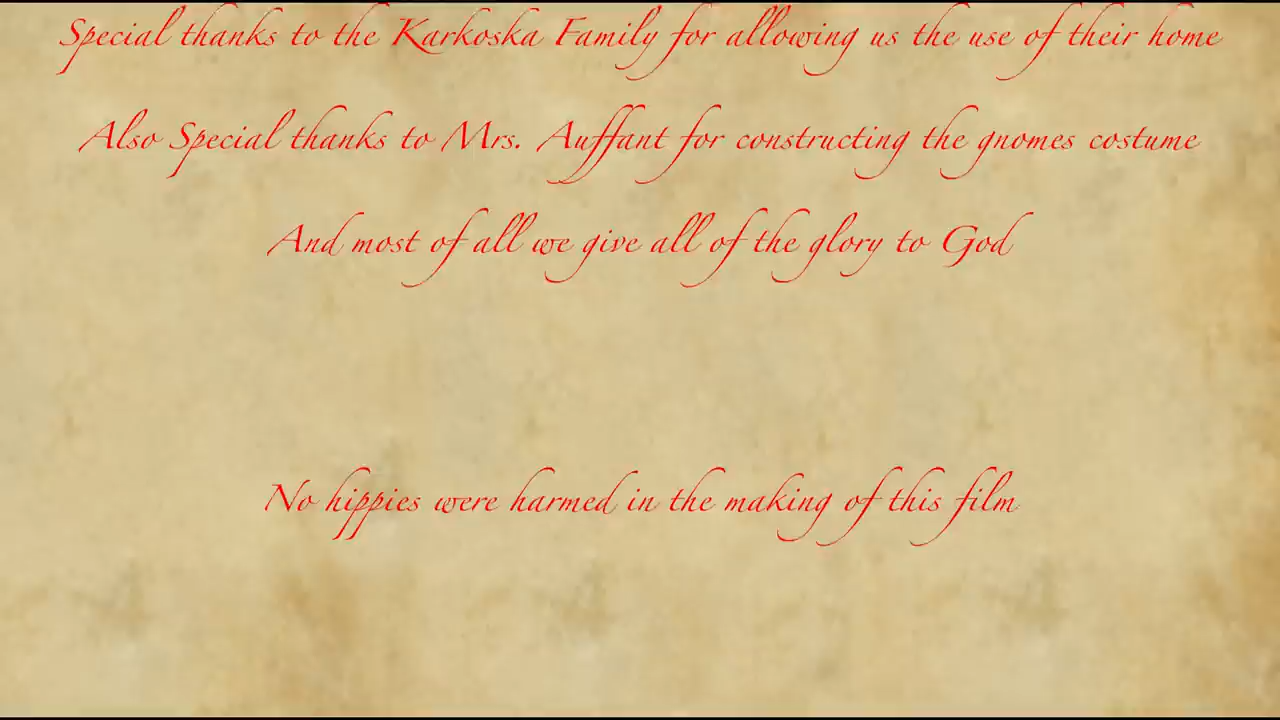 Special thanks to the Karkoska Family for allowing us the use of their home
Also Special thanks to Mrs. Auffant for constructing the gnomes costume
And most of all we give all of the glory to God
No hippies were harmed in the making of this film